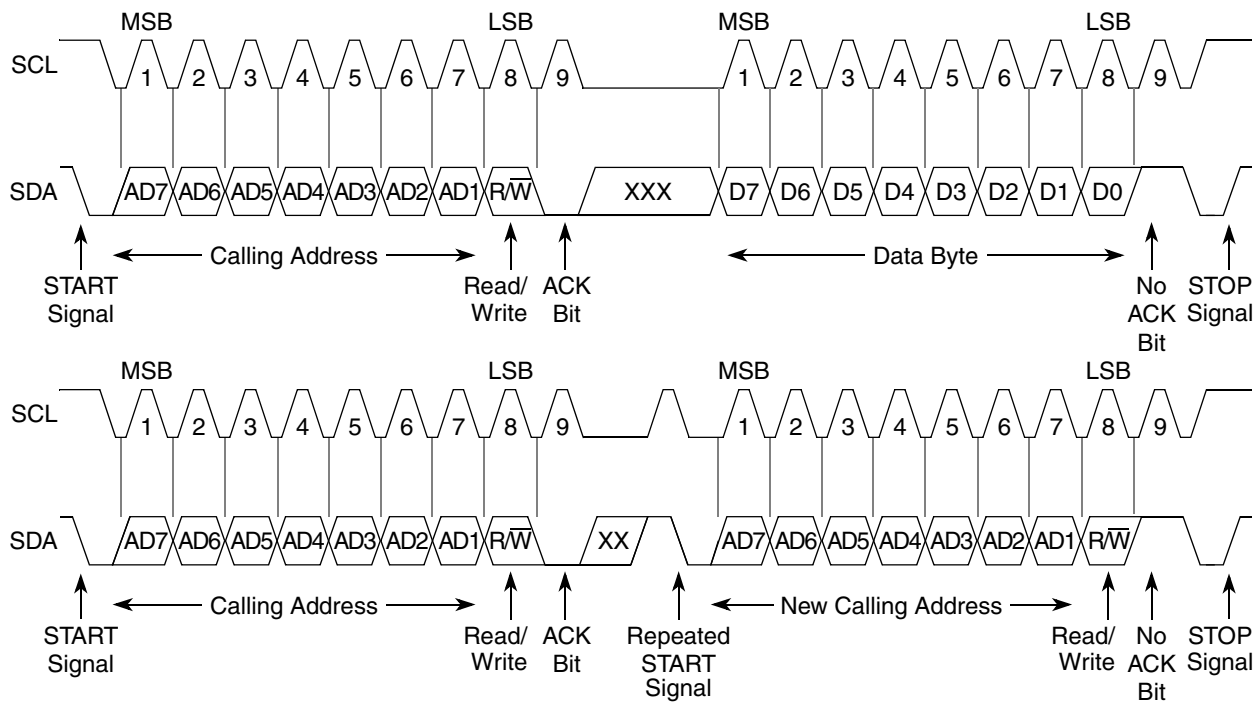 MSB LSB MSB LSB
SCL 1 2 3 4 5 6 7 8 9 1 2 3 4 5 6 7 8 9
SDA AD7 AD6 AD5 AD4 AD3 AD2 AD1 R/W̅ XXX D7 D6 D5 D4 D3 D2 D1 D0
Calling Address Data Byte
START Read/ ACK No STOP
Signal Write Bit ACK Signal
Bit
MSB LSB MSB LSB
SCL 1 2 3 4 5 6 7 8 9 1 2 3 4 5 6 7 8 9
SDA AD7 AD6 AD5 AD4 AD3 AD2 AD1 R/W̅ XX AD7 AD6 AD5 AD4 AD3 AD2 AD1 R/W̅
Calling Address New Calling Address
START Read/ ACK Repeated Read/ No STOP
Signal Write Bit START Write ACK Signal
Signal Bit